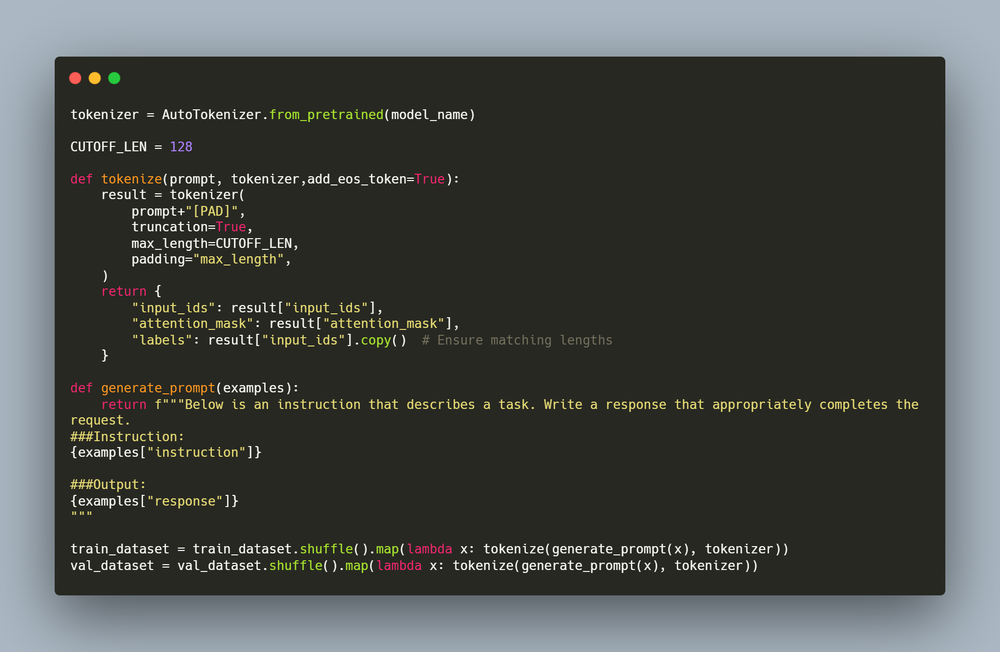 tokenizer = AutoTokenizer.from_pretrained(model_name)

CUTOFF_LEN = 128

def tokenize(prompt, tokenizer,add_eos_token=True):
    result = tokenizer(
        prompt+"[PAD]",
        truncation=True,
        max_length=CUTOFF_LEN,
        padding="max_length",
    )
    return {
        "input_ids": result["input_ids"],
        "attention_mask": result["attention_mask"],
        "labels": result["input_ids"].copy()  # Ensure matching lengths
    }

def generate_prompt(examples):
    return f"""Below is an instruction that describes a task. Write a response that appropriately completes the
request.
###Instruction:
{examples["instruction"]}

###Output:
{examples["response"]}
"""

train_dataset = train_dataset.shuffle().map(lambda x: tokenize(generate_prompt(x), tokenizer))
val_dataset = val_dataset.shuffle().map(lambda x: tokenize(generate_prompt(x), tokenizer))